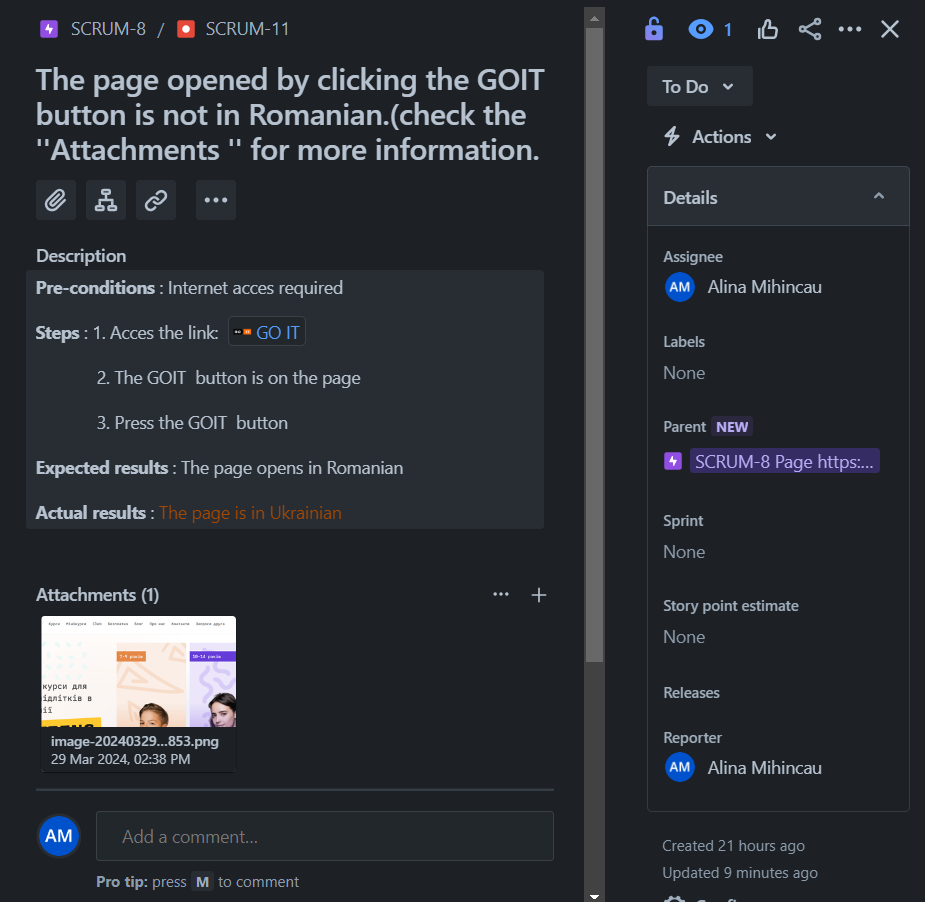 SCRUM-8 / SCRUM-11
The page opened by clicking the GOIT
button is not in Romanian.(check the
''Attachments '' for more information.
Description
Pre-conditions : Internet acces required
Steps : 1. Acces the link: GO IT
2. The GOIT button is on the page
3. Press the GOIT button
Expected results : The page opens in Romanian
Actual results : The page is in Ukrainian
Attachments (1)
курси для
ідлітків в
ії
image-20240329...853.png
29 Mar 2024, 02:38 PM
AM
Add a comment...
Pro tip: press M to comment
1
To Do
Actions
Details
Assignee
AM Alina Mihincau
Labels
None
Parent NEW
SCRUM-8 Page https:...
Sprint
None
Story point estimate
None
Releases
Reporter
AM Alina Mihincau
Created 21 hours ago
Updated 9 minutes ago